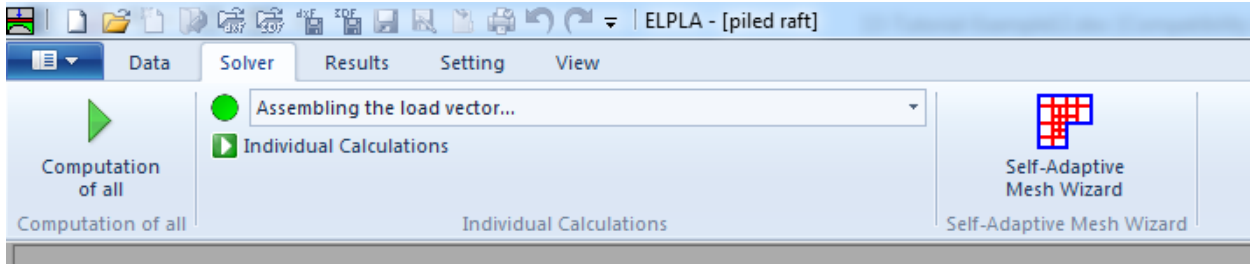 ELPLA - [piled raft]
Data Solver Results Setting View
Assembling the load vector...
Individual Calculations
Computation
of all
Self-Adaptive
Mesh Wizard
Computation of all Individual Calculations Self-Adaptive Mesh Wizard